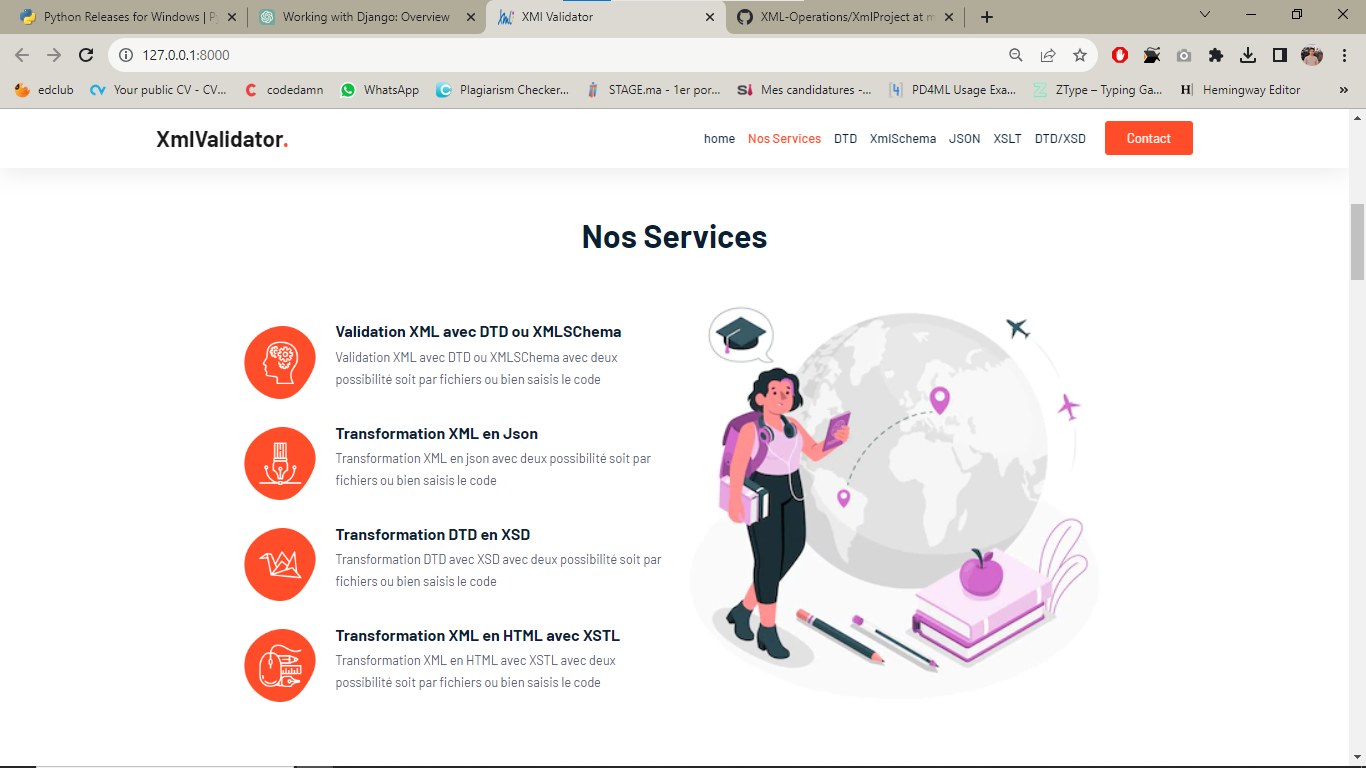 Python Releases for Windows | Py
Working with Django: Overview
XMl Validator
XML-Operations/XmlProject at m
127.0.0.1:8000
edclub
Your public CV - CV...
codedamn
WhatsApp
Plagiarism Checker...
STAGE.ma - 1er por...
Mes candidatures -...
PD4ML Usage Exa...
ZType – Typing Ga...
Hemingway Editor
»
XmlValidator.
home
Nos Services
DTD
XmlSchema
JSON
XSLT
DTD/XSD
Contact
Nos Services
Validation XML avec DTD ou XMLSchema
Validation XML avec DTD ou XMLSchema avec deux
possibilité soit par fichiers ou bien saisis le code
Transformation XML en Json
Transformation XML en json avec deux possibilité soit par
fichiers ou bien saisis le code
Transformation DTD en XSD
Transformation DTD avec XSD avec deux possibilité soit par
fichiers ou bien saisis le code
Transformation XML en HTML avec XSTL
Transformation XML en HTML avec XSTL avec deux
possibilité soit par fichiers ou bien saisis le code